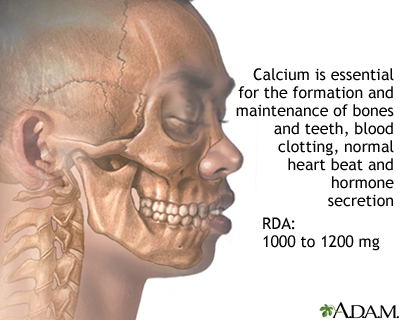 Calcium is essential
for the formation and
maintenance of bones
and teeth, blood
clotting, normal
heart beat and
hormone
secretion
RDA:
1000 to 1200 mg
A.D.A.M.